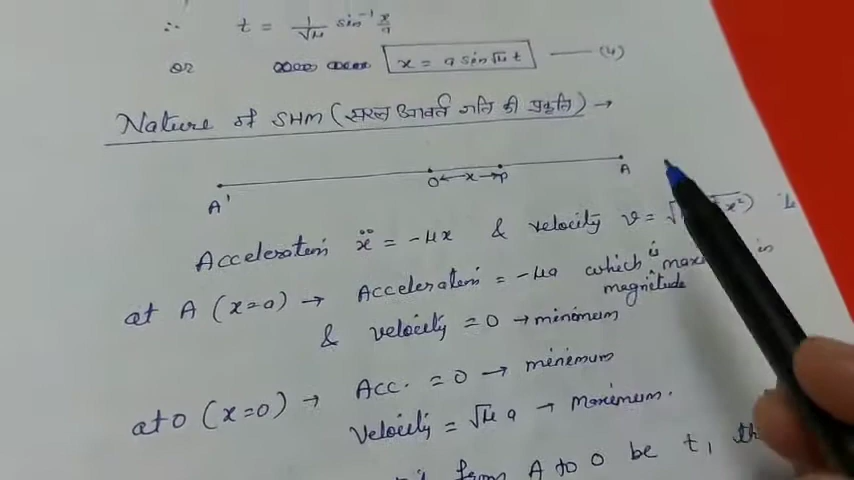 ∴ t = 1/√μ sin⁻¹ x/a
or x = a sin√μ t —— (4)
Nature of SHM (सरल आवर्त गति की प्रकृति) →
A' O ←x→ P A
Acceleration ẍ = -μx & velocity v = √
at A (x=a) → Acceleration = -μa which is in
magnitude
& velocity = 0 → minimum
at O (x=0) → Acc. = 0 → minimum
Velocity = √μ a → Maximum.
from A to O be t₁